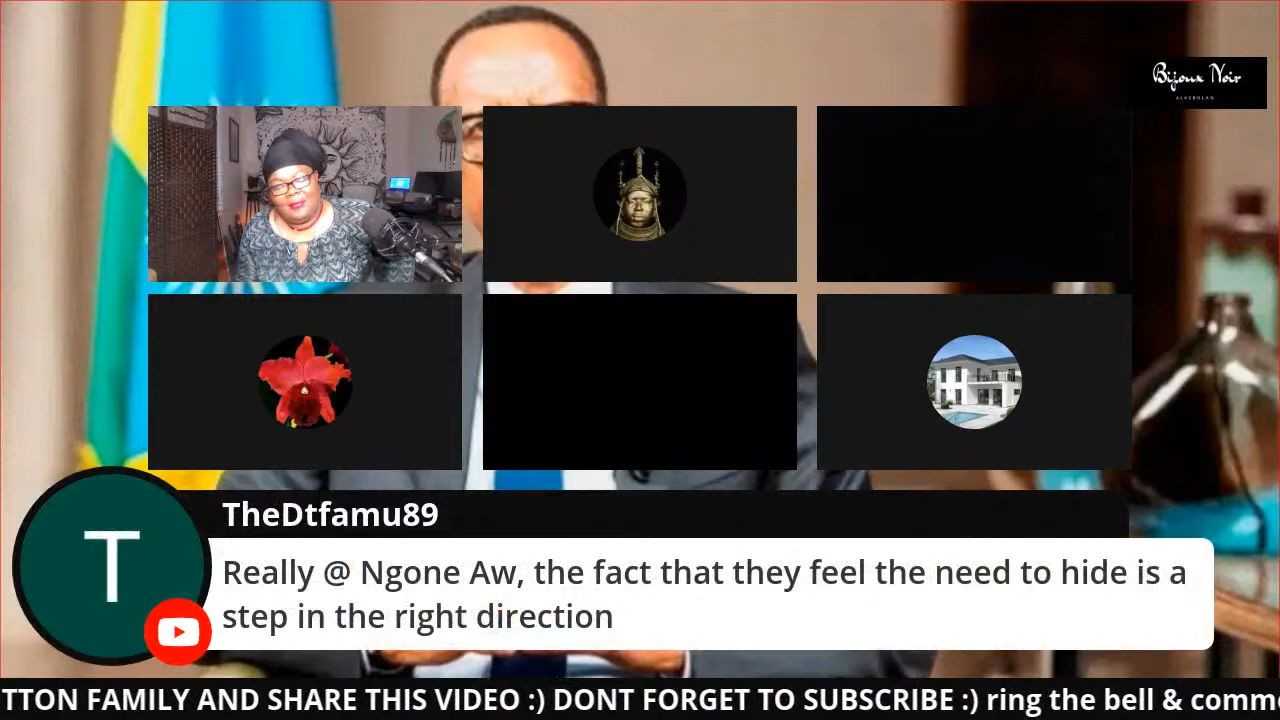 Bijoux Noir
ALKEBULAN
T
TheDtfamu89
Really @ Ngone Aw, the fact that they feel the need to hide is a
step in the right direction
TTON FAMILY AND SHARE THIS VIDEO :) DONT FORGET TO SUBSCRIBE :) ring the bell & comm